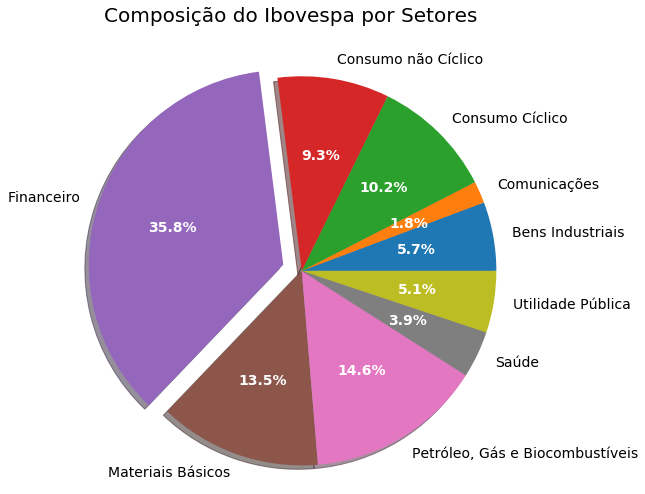 Composição do Ibovespa por Setores
Consumo não Cíclico
9.3%
Consumo Cíclico
10.2%
Comunicações
1.8%
Bens Industriais
5.7%
Financeiro
35.8%
Utilidade Pública
5.1%
Saúde
3.9%
Petróleo, Gás e Biocombustíveis
14.6%
Materiais Básicos
13.5%